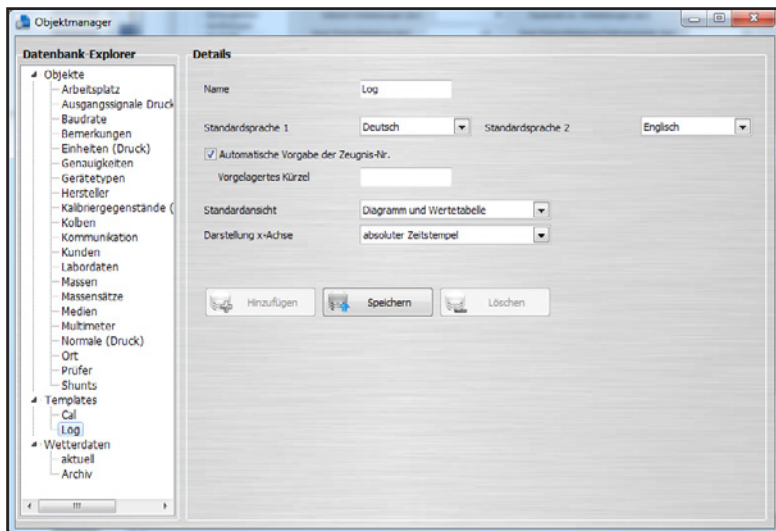 Objektmanager
Datenbank-Explorer
Objekte
Arbeitsplatz
Ausgangssignale Druck
Baudrate
Bemerkungen
Einheiten (Druck)
Genauigkeiten
Gerätetypen
Hersteller
Kalibriergegenstände (
Kolben
Kommunikation
Kunden
Labordaten
Massen
Massensätze
Medien
Multimeter
Normale (Druck)
Ort
Prüfer
Shunts
Templates
Cal
Log
Wetterdaten
aktuell
Archiv
Details
Name Log
Standardsprache 1 Deutsch Standardsprache 2 Englisch
Automatische Vorgabe der Zeugnis-Nr.
Vorgelagertes Kürzel
Standardansicht Diagramm und Wertetabelle
Darstellung x-Achse absoluter Zeitstempel
Hinzufügen Speichern Löschen